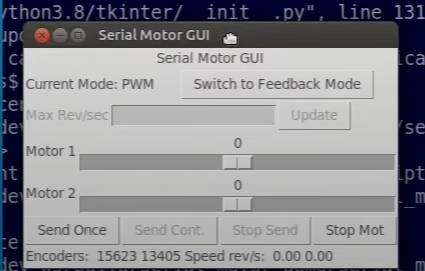 ython3.8/tkinter/__init__.py", line 131
Serial Motor GUI
Serial Motor GUI
Current Mode: PWM Switch to Feedback Mode
Max Rev/sec Update
0
Motor 1
0
Motor 2
Send Once Send Cont. Stop Send Stop Mot
Encoders: 15623 13405 Speed rev/s: 0.00 0.00